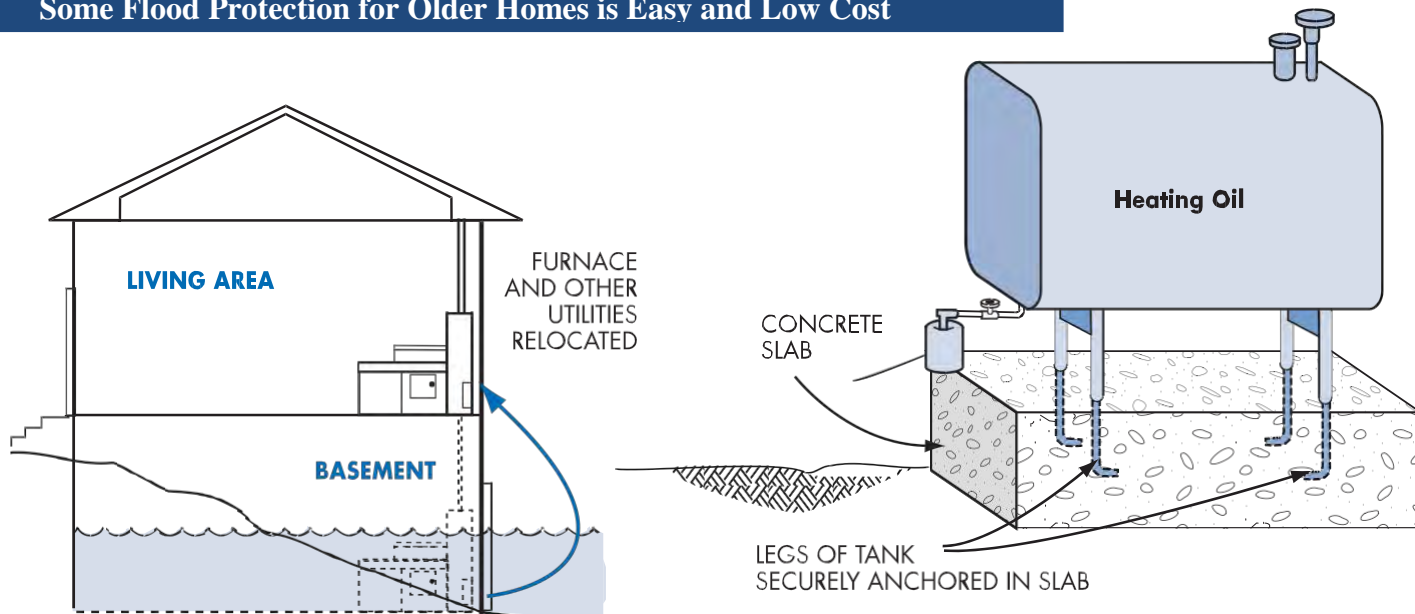 Some Flood Protection for Older Homes is Easy and Low Cost
LIVING AREA
FURNACE
AND OTHER
UTILITIES
RELOCATED
BASEMENT
Heating Oil
CONCRETE
SLAB
LEGS OF TANK
SECURELY ANCHORED IN SLAB